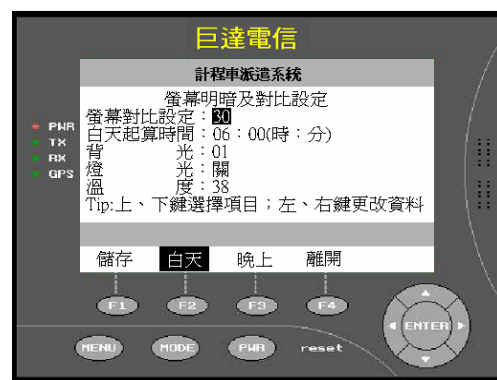 巨達電信
計程車派遣系統
螢幕明暗及對比設定
螢幕對比設定：30
白天起算時間：06：00(時：分)
背　　　光：01
燈　　　光：關
溫　　　度：38
Tip:上、下鍵選擇項目；左、右鍵更改資料
PWR
TX
RX
GPS
儲存 白天 晚上 離開
F1 F2 F3 F4
ENTER
MENU MODE PWR reset